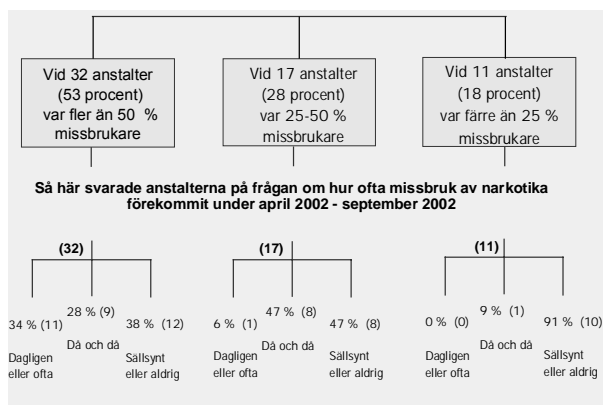 Vid 32 anstalter
(53 procent)
var fler än 50 %
missbrukare
Vid 17 anstalter
(28 procent)
var 25-50 %
missbrukare
Vid 11 anstalter
(18 procent)
var färre än 25 %
missbrukare
Så här svarade anstalterna på frågan om hur ofta missbruk av narkotika
förekommit under april 2002 - september 2002
(32)
34 % (11)
Dagligen
eller ofta
28 % (9)
Då och då
38 % (12)
Sällsynt
eller aldrig
(17)
6 % (1)
Dagligen
eller ofta
47 % (8)
Då och då
47 % (8)
Sällsynt
eller aldrig
(11)
0 % (0)
Dagligen
eller ofta
9 % (1)
Då och då
91 % (10)
Sällsynt
eller aldrig